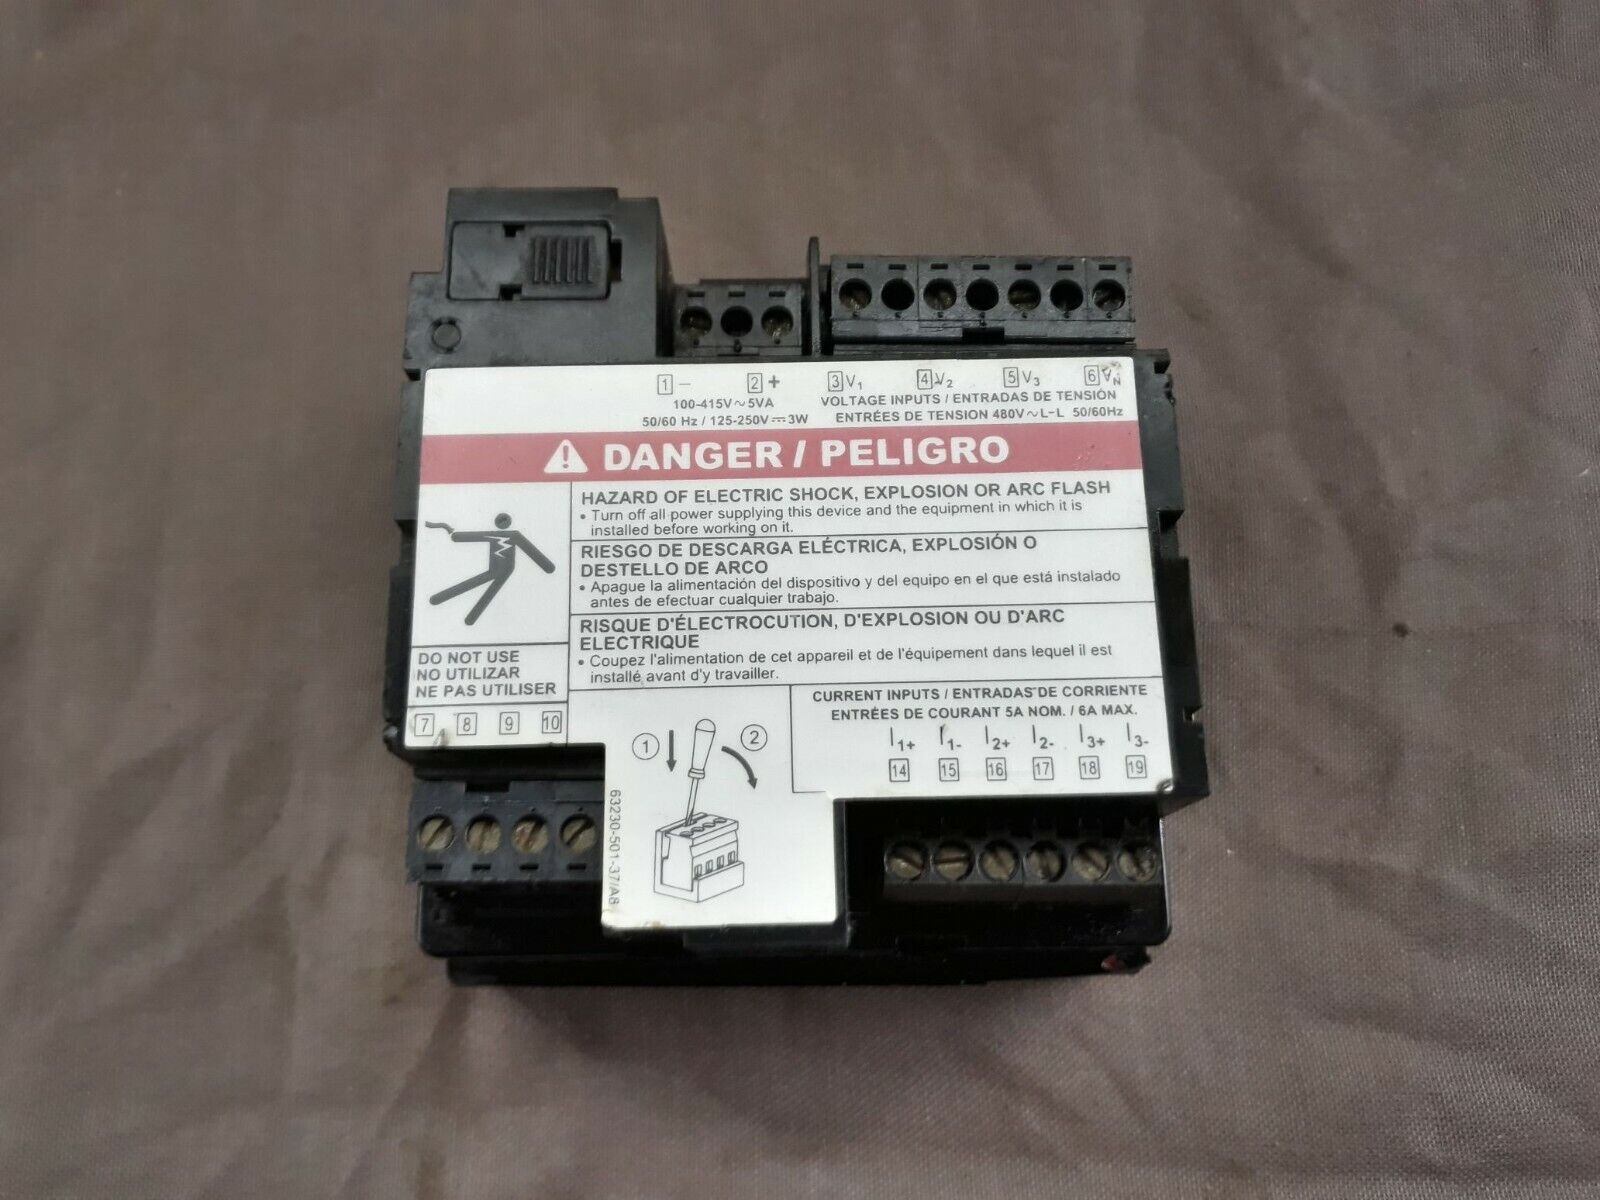 1 − 2 + 3 V1 4 V2 5 V3 6 VN
100-415V ~ 5VA
50/60 Hz / 125-250V ⎓ 3W
VOLTAGE INPUTS / ENTRADAS DE TENSIÓN
ENTRÉES DE TENSION 480V ~ L-L 50/60Hz
DANGER / PELIGRO
HAZARD OF ELECTRIC SHOCK, EXPLOSION OR ARC FLASH
• Turn off all power supplying this device and the equipment in which it is
installed before working on it.
RIESGO DE DESCARGA ELÉCTRICA, EXPLOSIÓN O
DESTELLO DE ARCO
• Apague la alimentación del dispositivo y del equipo en el que está instalado
antes de efectuar cualquier trabajo.
RISQUE D'ÉLECTROCUTION, D'EXPLOSION OU D'ARC
ELECTRIQUE
• Coupez l'alimentation de cet appareil et de l'équipement dans lequel il est
installé avant d'y travailler.
DO NOT USE
NO UTILIZAR
NE PAS UTILISER
7 8 9 10
1 2
63230-501-37/A8
CURRENT INPUTS / ENTRADAS DE CORRIENTE
ENTRÉES DE COURANT 5A NOM. / 6A MAX.
I1+ I1- I2+ I2- I3+ I3-
14 15 16 17 18 19